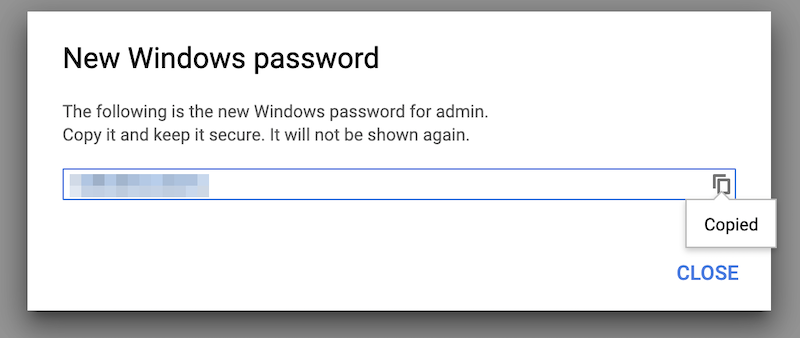 New Windows password
The following is the new Windows password for admin.
Copy it and keep it secure. It will not be shown again.
Copied
CLOSE